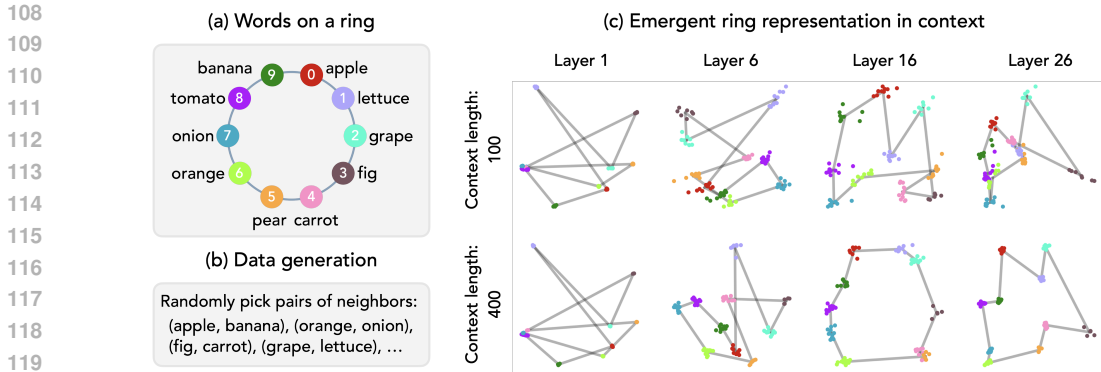 108
109
110
111
112
113
114
115
116
117
118
119
(a) Words on a ring
banana 9 0 apple
tomato 8 1 lettuce
onion 7 2 grape
orange 6 3 fig
5 4
pear carrot
(b) Data generation
Randomly pick pairs of neighbors:
(apple, banana), (orange, onion),
(fig, carrot), (grape, lettuce), …
(c) Emergent ring representation in context
Layer 1 Layer 6 Layer 16 Layer 26
Context length:
100
Context length:
400